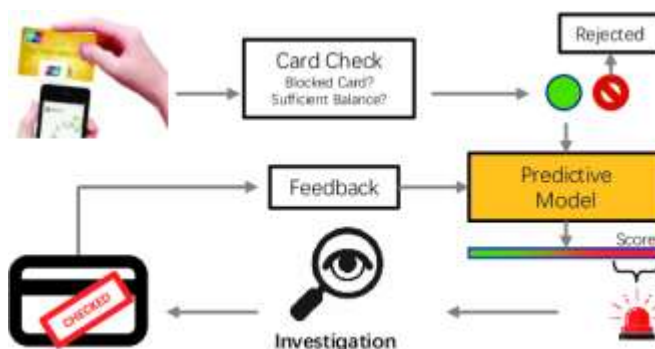 Rejected
Card Check
Blocked Card?
Sufficient Balance?
Feedback
Predictive
Model
Score
CHECKED
Investigation